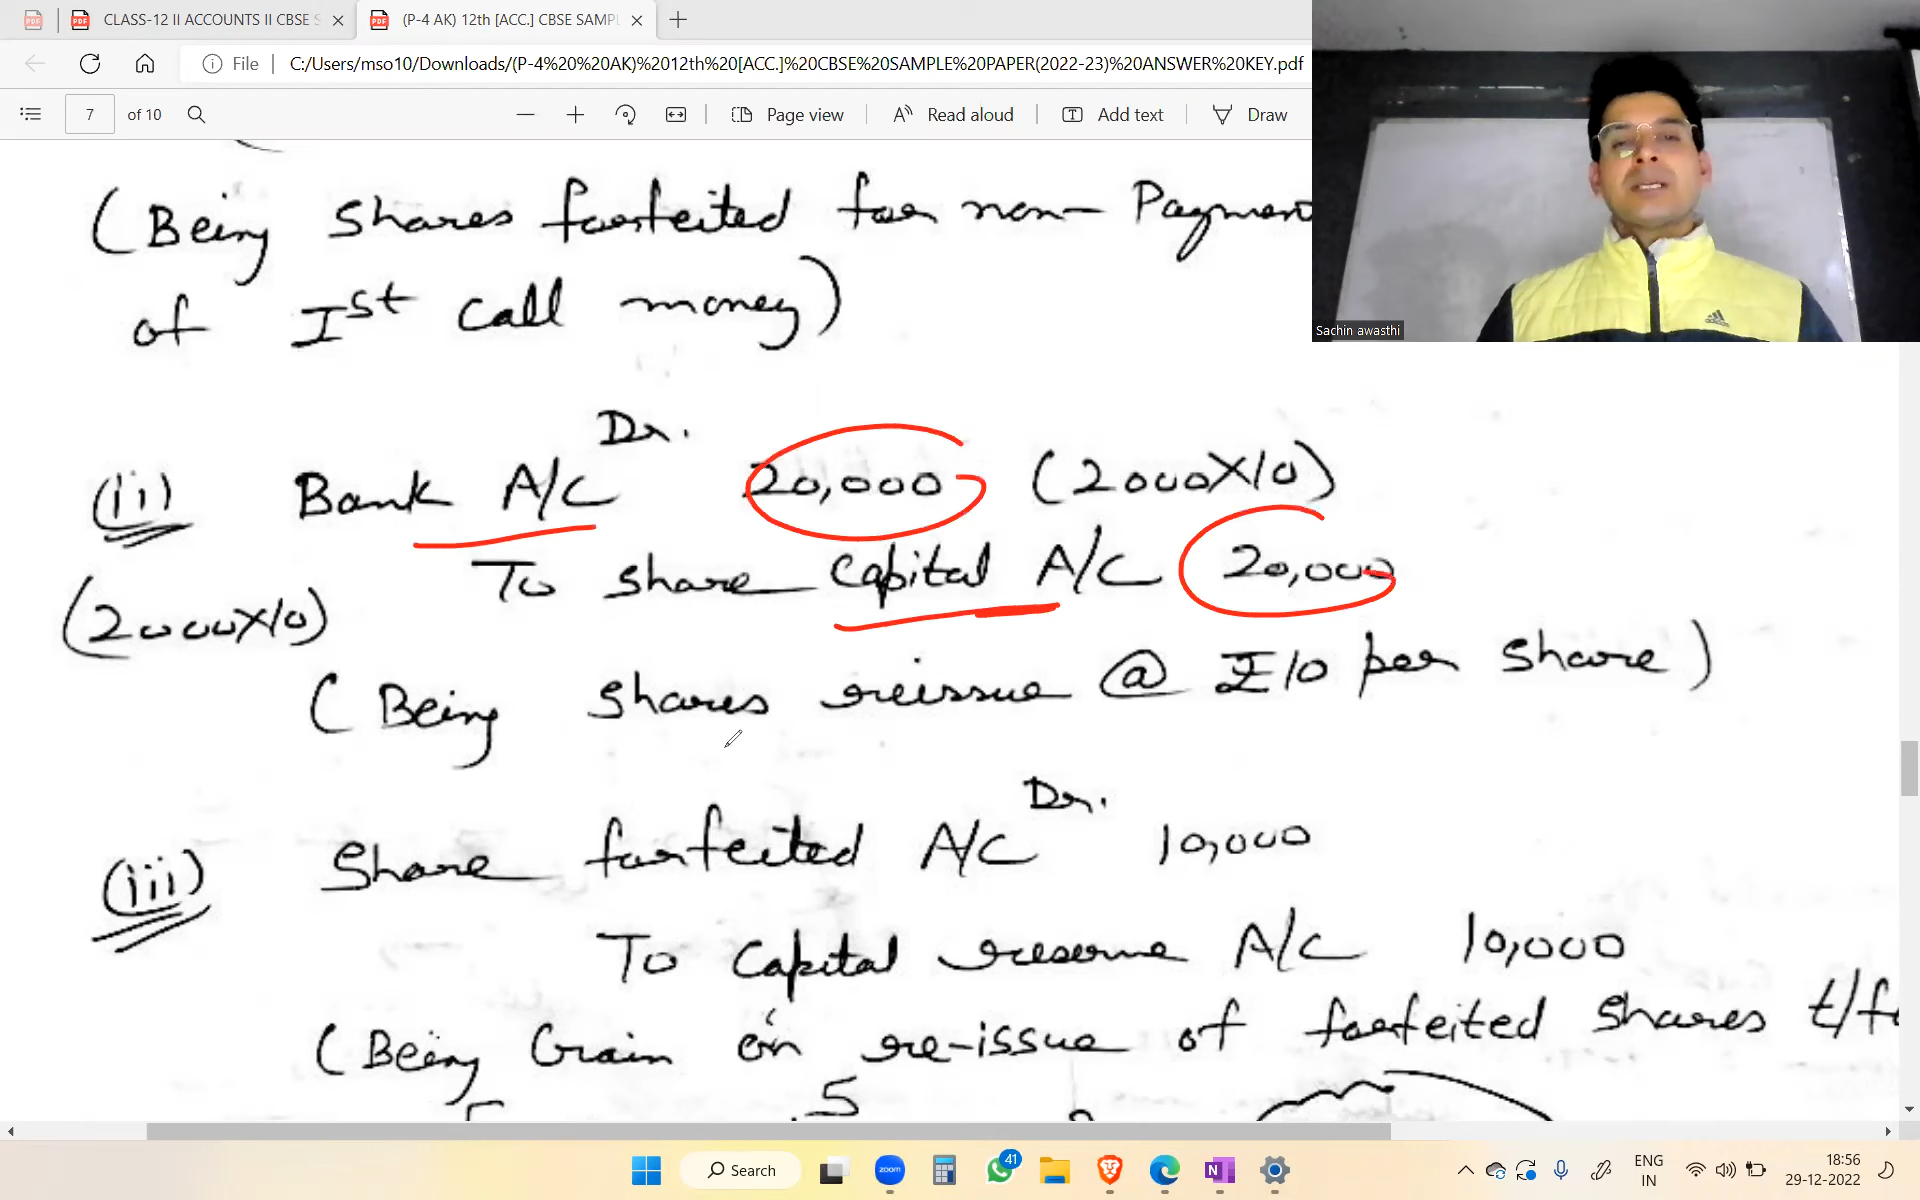 CLASS-12 II ACCOUNTS II CBSE S
(P-4 AK) 12th [ACC.] CBSE SAMPL
File
C:/Users/mso10/Downloads/(P-4%20%20AK)%2012th%20[ACC.]%20CBSE%20SAMPLE%20PAPER(2022-23)%20ANSWER%20KEY.pdf
7 of 10
Page view
Read aloud
Add text
Draw
(Being shares forfeited for non-Payment
of Ist call money)
Sachin awasthi
(ii) Bank A/C Dr. 20,000 (2000X10)
To share capital A/C 20,000
(2000X10)
(Being shares reissue @ ₹10 per share)
(iii) Share forfeited A/C Dr. 10,000
To capital reserve A/C 10,000
(Being Grain on re-issue of forfeited shares t/f
5
zoom
41
Search
ENG
IN
18:56
29-12-2022